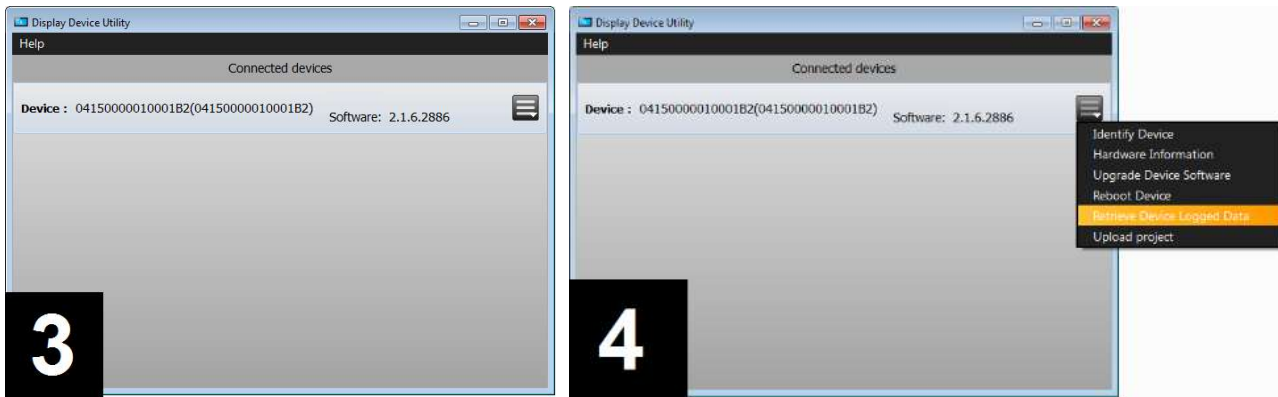 Display Device Utility
Help
Connected devices
Device : 04150000010001B2(04150000010001B2) Software: 2.1.6.2886
3
Display Device Utility
Help
Connected devices
Device : 04150000010001B2(04150000010001B2) Software: 2.1.6.2886
Identify Device
Hardware Information
Upgrade Device Software
Reboot Device
Retrieve Device Logged Data
Upload project
4